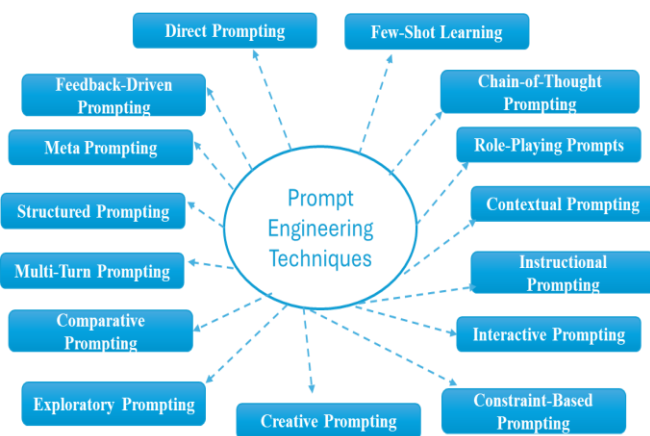 Direct Prompting
Few-Shot Learning
Feedback-Driven
Prompting
Chain-of-Thought
Prompting
Meta Prompting
Role-Playing Prompts
Structured Prompting
Prompt
Engineering
Techniques
Contextual Prompting
Multi-Turn Prompting
Instructional
Prompting
Comparative
Prompting
Interactive Prompting
Exploratory Prompting
Creative Prompting
Constraint-Based
Prompting